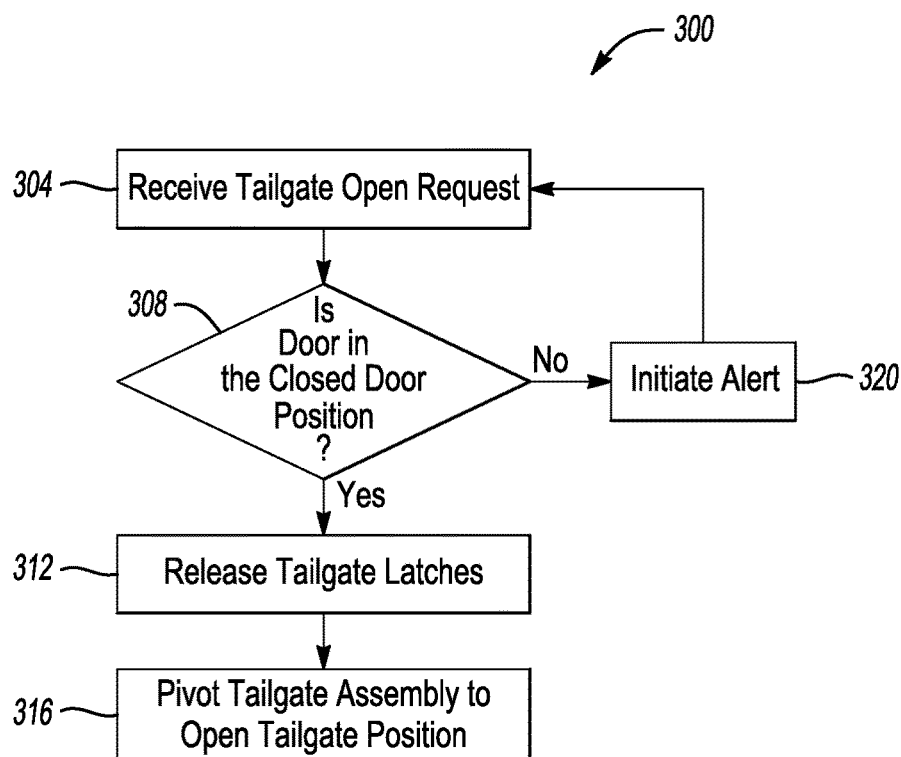 300
304
Receive Tailgate Open Request
308
Is
Door in
the Closed Door
Position
?
No
Initiate Alert
320
Yes
312
Release Tailgate Latches
316
Pivot Tailgate Assembly to
Open Tailgate Position